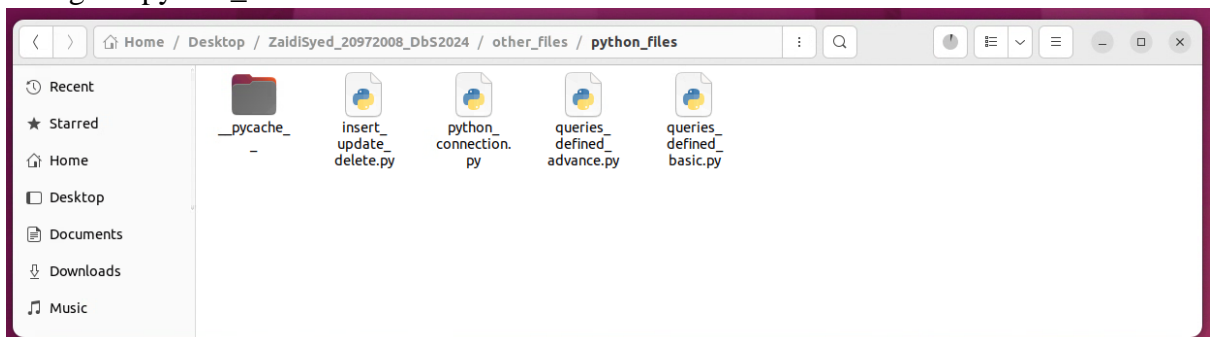 Home / Desktop / ZaidiSyed_20972008_DbS2024 / other_files / python_files
Recent
Starred
Home
Desktop
Documents
Downloads
Music
__pycache_
_
insert_
update_
delete.py
python_
connection.
py
queries_
defined_
advance.py
queries_
defined_
basic.py